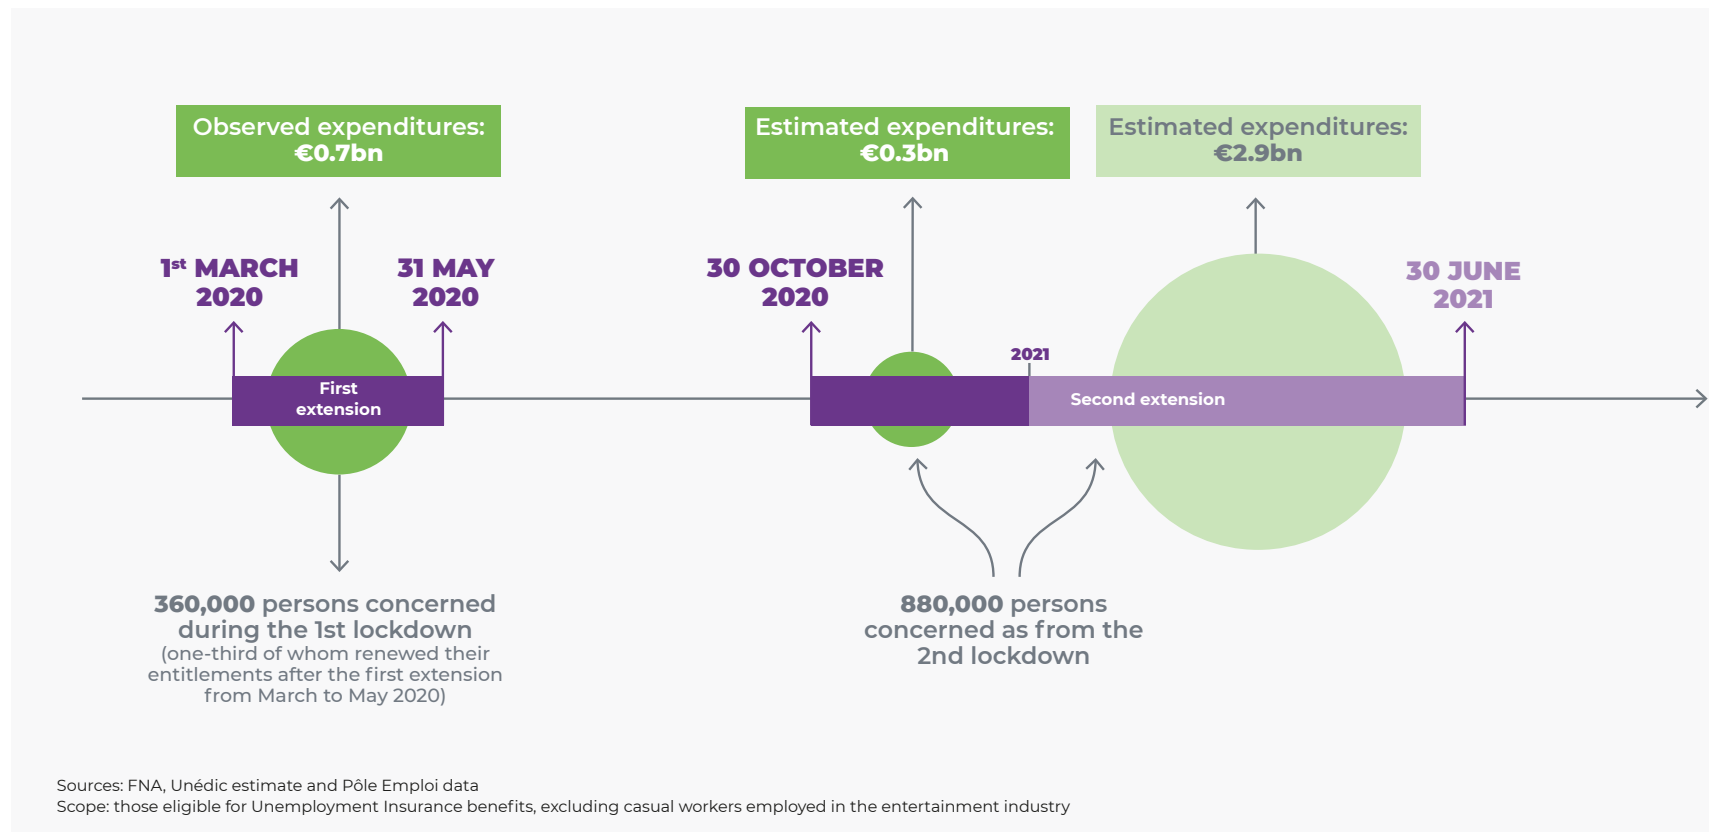 Observed expenditures:
€0.7bn
Estimated expenditures:
€0.3bn
Estimated expenditures:
€2.9bn
1st MARCH
2020
31 MAY
2020
30 OCTOBER
2020
30 JUNE
2021
2021
First
extension
Second extension
360,000 persons concerned
during the 1st lockdown
(one-third of whom renewed their
entitlements after the first extension
from March to May 2020)
880,000 persons
concerned as from the
2nd lockdown
Sources: FNA, Unédic estimate and Pôle Emploi data
Scope: those eligible for Unemployment Insurance benefits, excluding casual workers employed in the entertainment industry